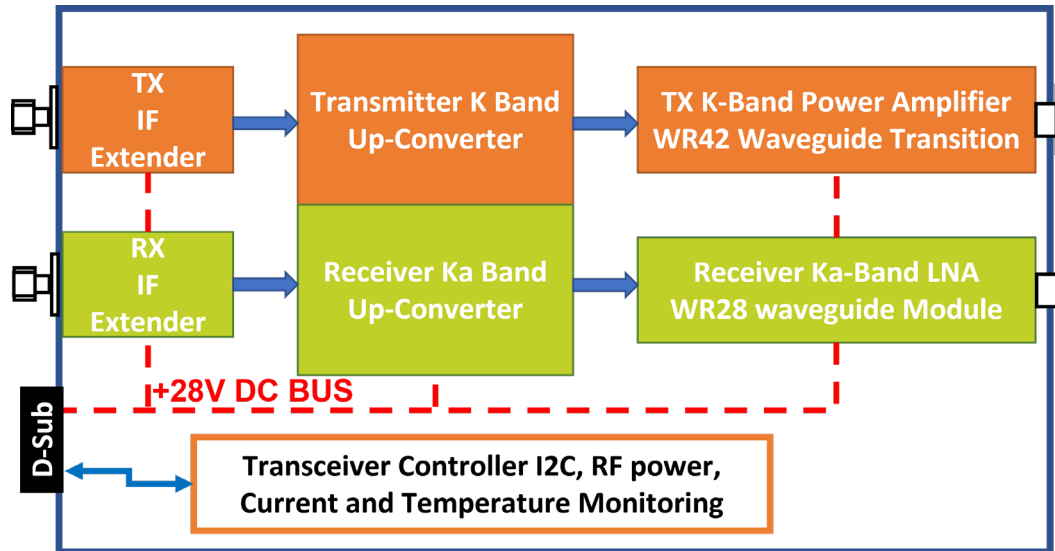 TX
IF
Extender
Transmitter K Band
Up-Converter
TX K-Band Power Amplifier
WR42 Waveguide Transition
RX
IF
Extender
Receiver Ka Band
Up-Converter
Receiver Ka-Band LNA
WR28 waveguide Module
+28V DC BUS
D-Sub
Transceiver Controller I2C, RF power,
Current and Temperature Monitoring